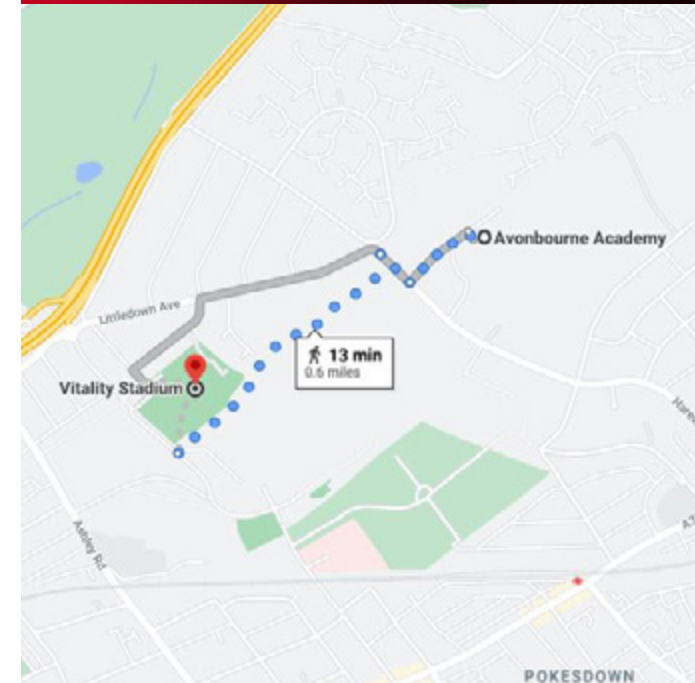 Avonbourne Academy
Littledown Ave
13 min
0.6 miles
Vitality Stadium
Ashley Rd
POKESDOWN